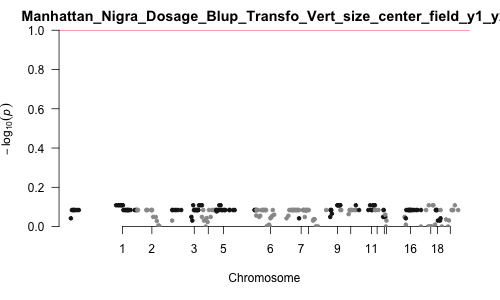 Manhattan_Nigra_Dosage_Blup_Transfo_Vert_size_center_field_y1_y
1.0
0.8
0.6
0.4
0.2
0.0
− log10(p)
1 2 3 5 6 7 9 11 16 18
Chromosome